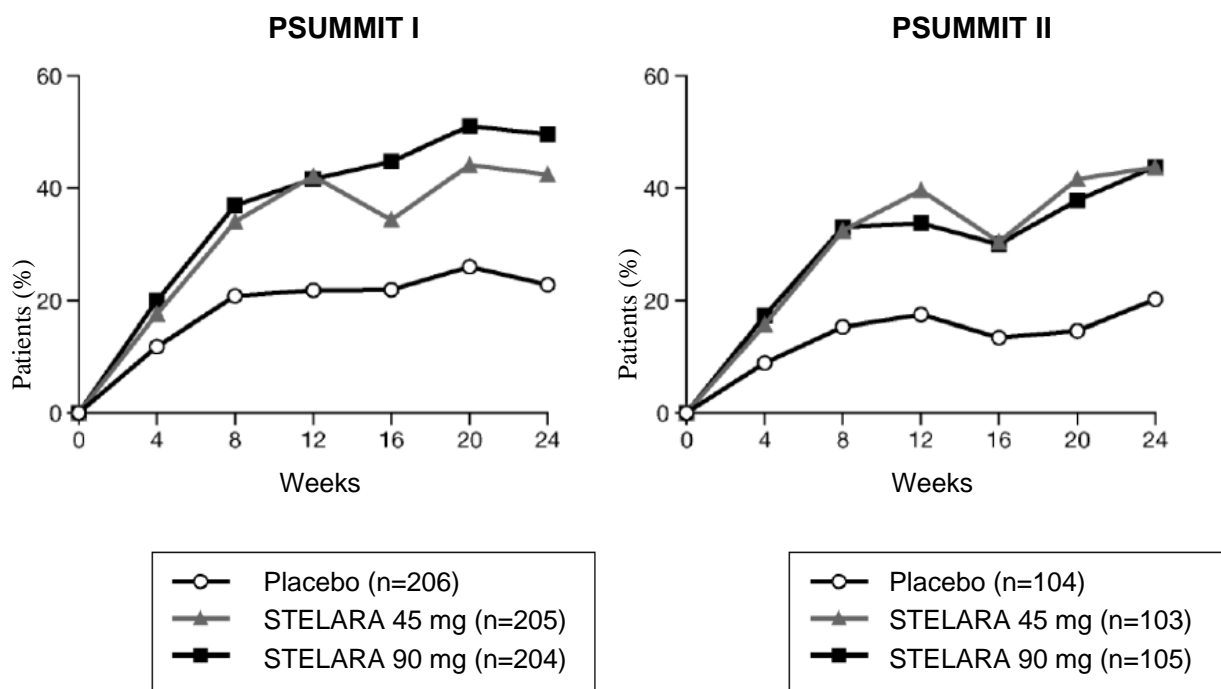 PSUMMIT I
60
40
20
0
Patients (%)
0 4 8 12 16 20 24
Weeks
Placebo (n=206)
STELARA 45 mg (n=205)
STELARA 90 mg (n=204)
PSUMMIT II
60
40
20
0
Patients (%)
0 4 8 12 16 20 24
Weeks
Placebo (n=104)
STELARA 45 mg (n=103)
STELARA 90 mg (n=105)